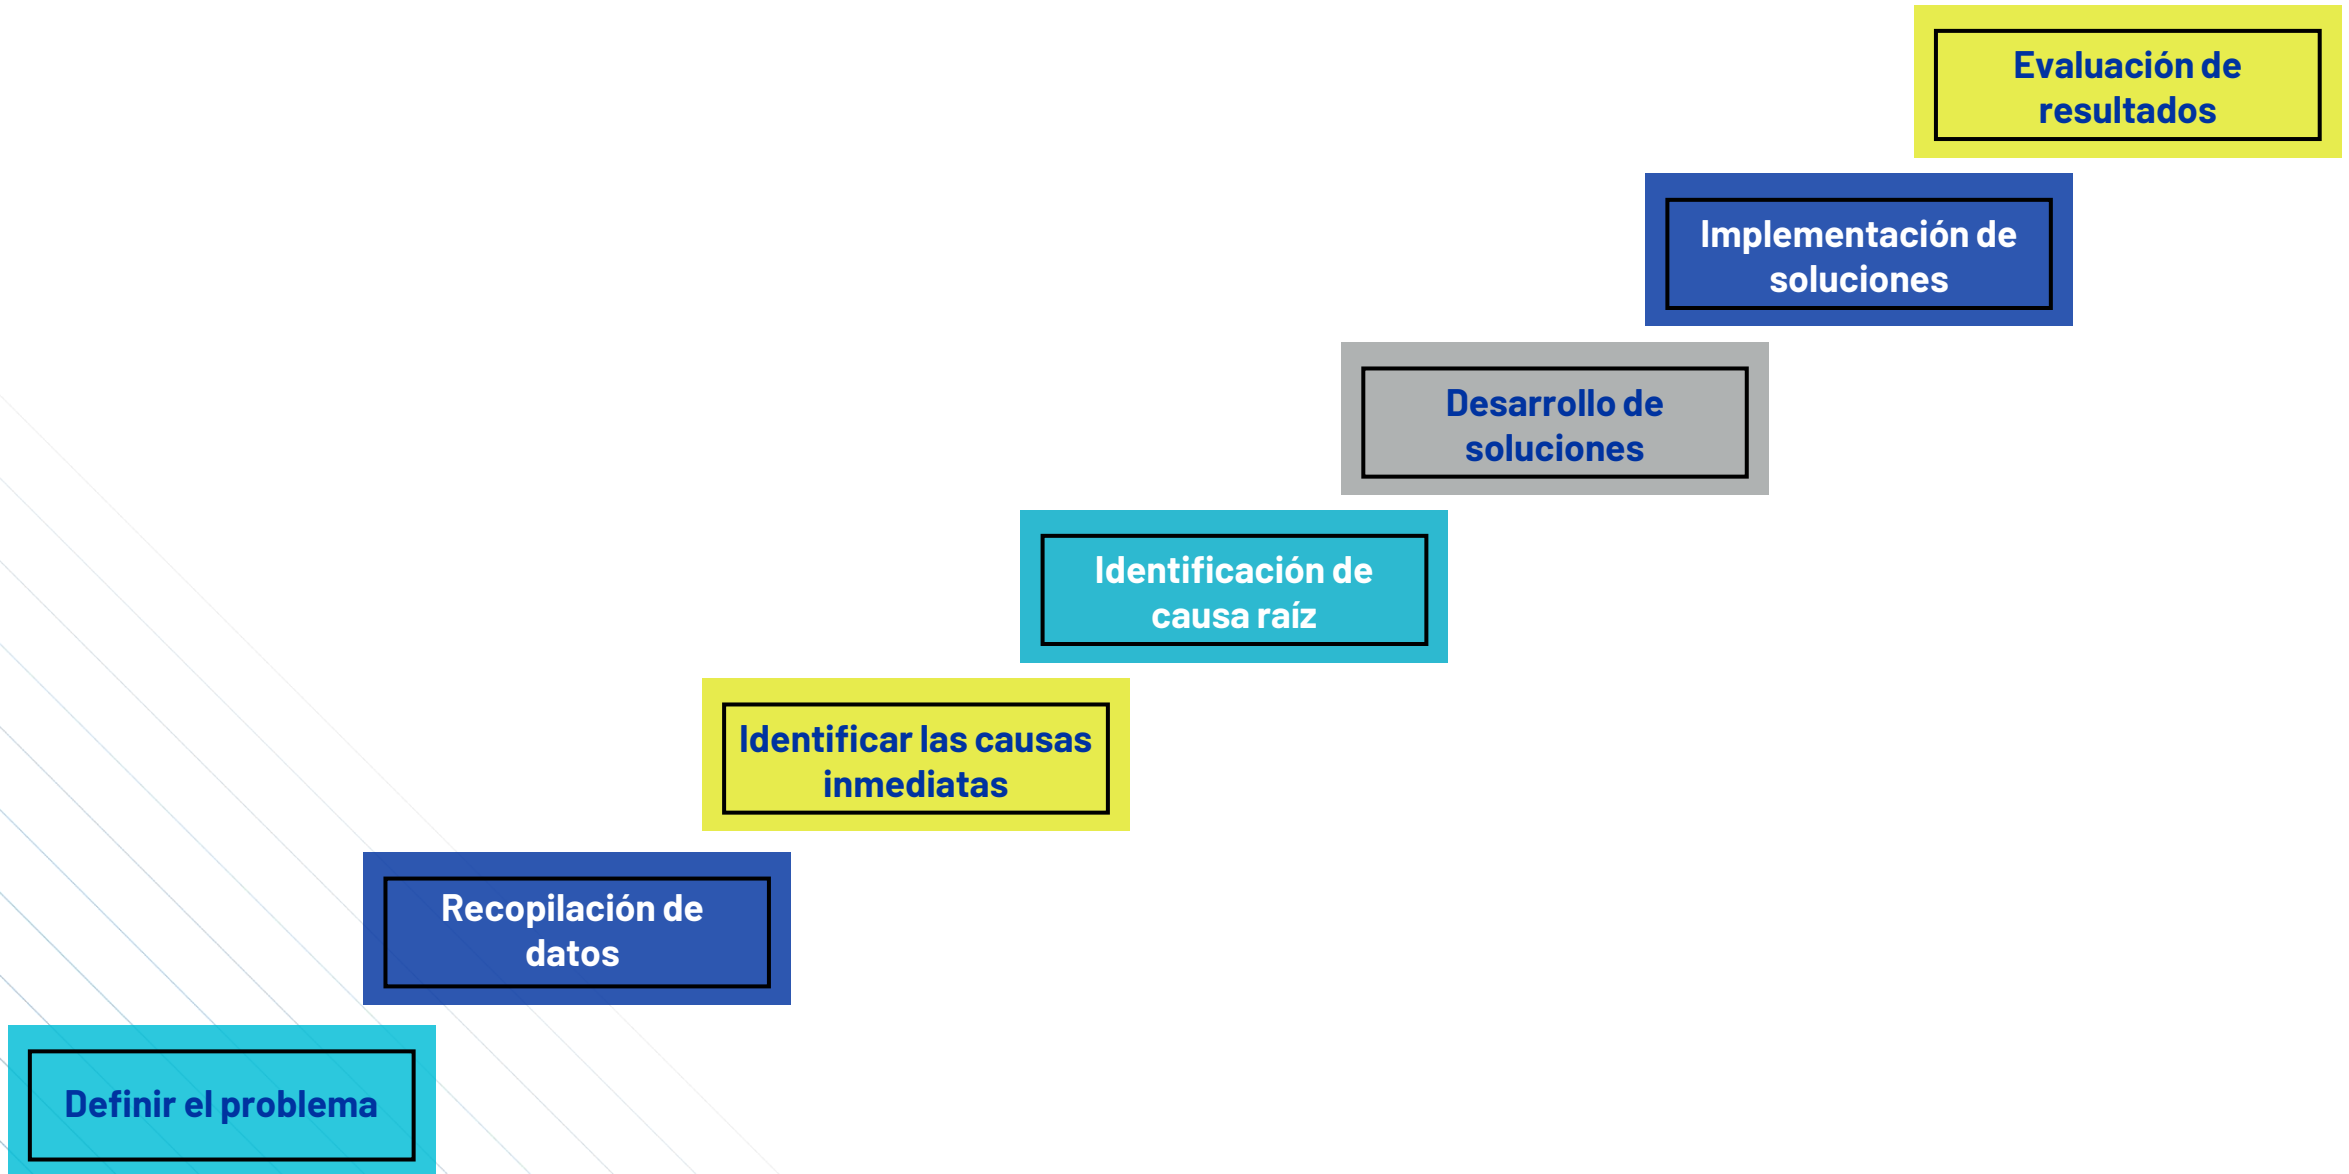 Evaluación de
resultados
Implementación de
soluciones
Desarrollo de
soluciones
Identificación de
causa raíz
Identificar las causas
inmediatas
Recopilación de
datos
Definir el problema